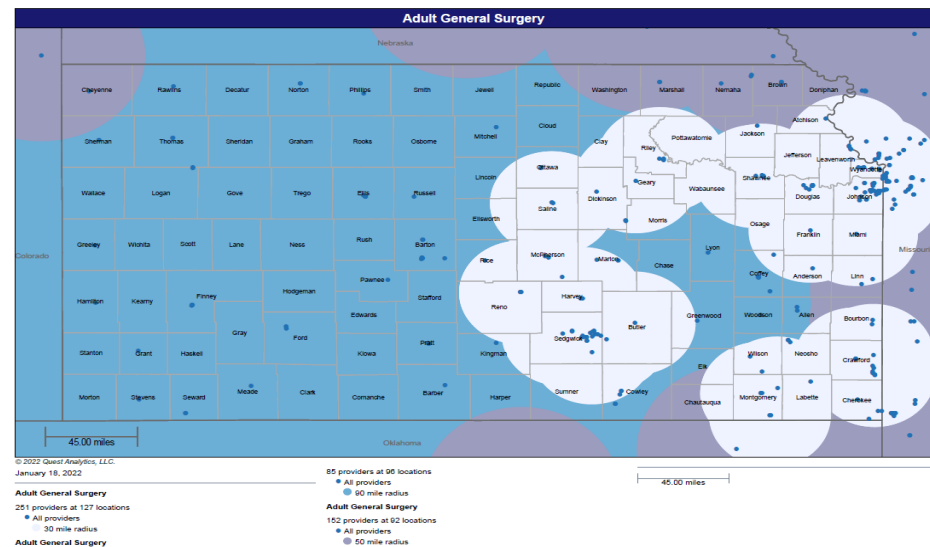 Adult General Surgery
Nebraska
Cheyenne Rawlins Decatur Norton Phillips Smith Jewell Republic Washington Marshall Nemaha Brown Doniphan
Atchison
Sherman Thomas Sheridan Graham Rooks Osborne Mitchell Cloud Clay Riley Pottawatomie Jackson
Jefferson Leavenworth
Wyandotte
Wallace Logan Gove Trego Ellis Russell Lincoln Ottawa Dickinson Geary Wabaunsee Shawnee Douglas Johnson
Saline
Ellsworth Morris Osage
Greeley Wichita Scott Lane Ness Rush Barton Lyon Franklin Miami
Colorado
Missouri
Rice McPherson Marion Chase
Hamilton Kearny Finney Hodgeman Pawnee Stafford Reno Harvey Coffey Anderson Linn
Gray Ford Edwards Sedgwick Butler Greenwood Woodson Allen Bourbon
Stanton Grant Haskell Kiowa Pratt Kingman Elk Wilson Neosho Crawford
Morton Stevens Seward Meade Clark Comanche Barber Harper Sumner Cowley Chautauqua Montgomery Labette Cherokee
45.00 miles
Oklahoma
© 2022 Quest Analytics, LLC.
January 18, 2022
Adult General Surgery
251 providers at 127 locations
All providers
30 mile radius
Adult General Surgery
85 providers at 96 locations
All providers
90 mile radius
Adult General Surgery
152 providers at 92 locations
All providers
50 mile radius
45.00 miles